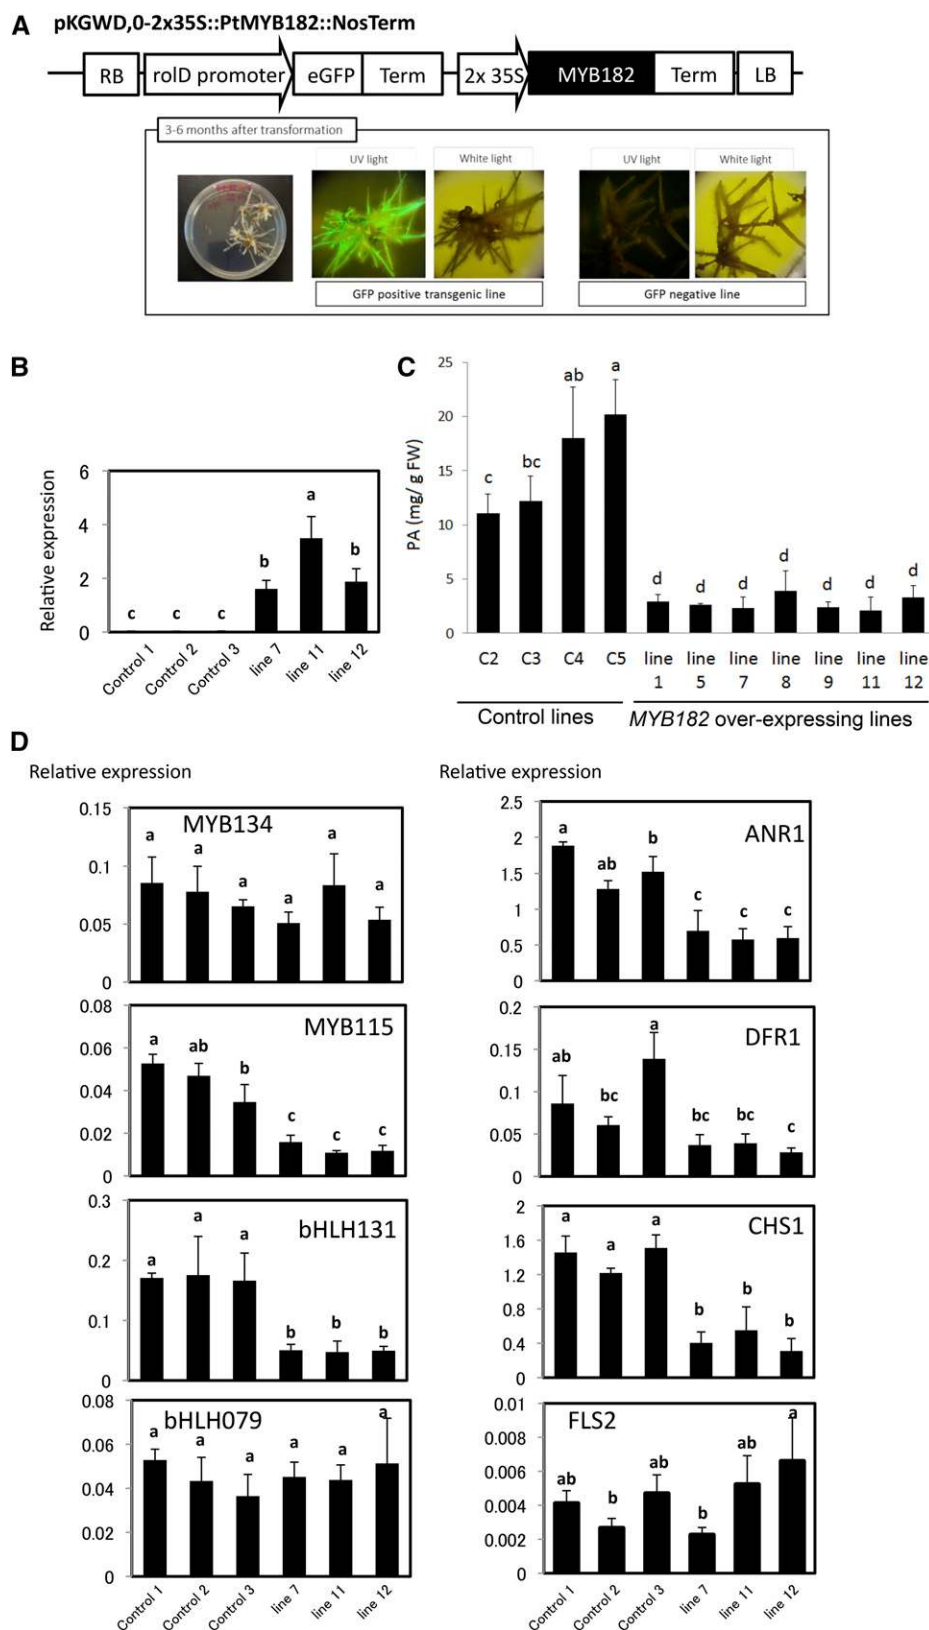 A pKGWD,0-2x35S::PtMYB182::NosTerm
RB rolD promoter eGFP Term 2x 35S MYB182 Term LB
3-6 months after transformation
UV light White light UV light White light
GFP positive transgenic line GFP negative line
B
Relative expression
6
4
2
0
c c c b a b
Control 1 Control 2 Control 3 line 7 line 11 line 12
C
PA (mg/ g FW)
25
20
15
10
5
0
c bc ab a d d d d d d d
C2 C3 C4 C5 line 1 line 5 line 7 line 8 line 9 line 11 line 12
Control lines MYB182 over-expressing lines
D
Relative expression
MYB134
0.15
0.1
0.05
0
a a a a a a
MYB115
0.08
0.06
0.04
0.02
0
a ab b c c c
bHLH131
0.3
0.2
0.1
0
a a a b b b
bHLH079
0.08
0.06
0.04
0.02
0
a a a a a a
Control 1 Control 2 Control 3 line 7 line 11 line 12
Relative expression
ANR1
2.5
2
1.5
1
0.5
0
a ab b c c c
DFR1
0.2
0.15
0.1
0.05
0
ab bc a bc bc c
CHS1
2
1.6
1.2
0.8
0.4
0
a a a b b b
FLS2
0.01
0.008
0.006
0.004
0.002
0
ab b ab b ab a
Control 1 Control 2 Control 3 line 7 line 11 line 12